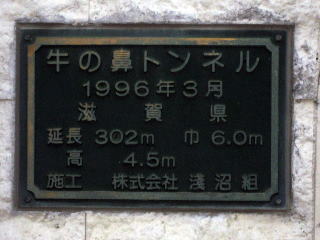 牛の鼻トンネル
1996年3月
滋賀県
延長 302m 巾 6.0m
高 4.5m
施工 株式会社 浅沼組